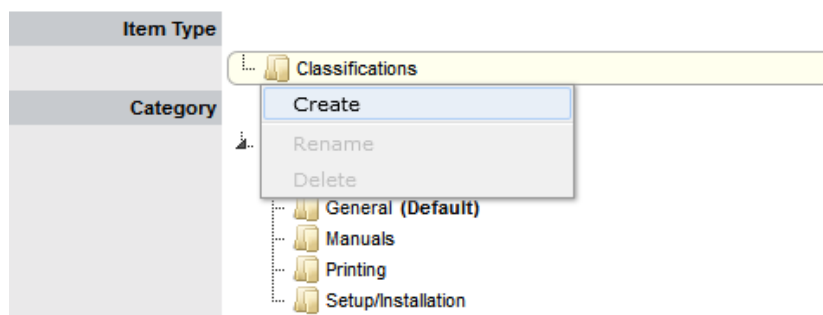 Item Type
Classifications
Category
Create
Rename
Delete
General (Default)
Manuals
Printing
Setup/Installation